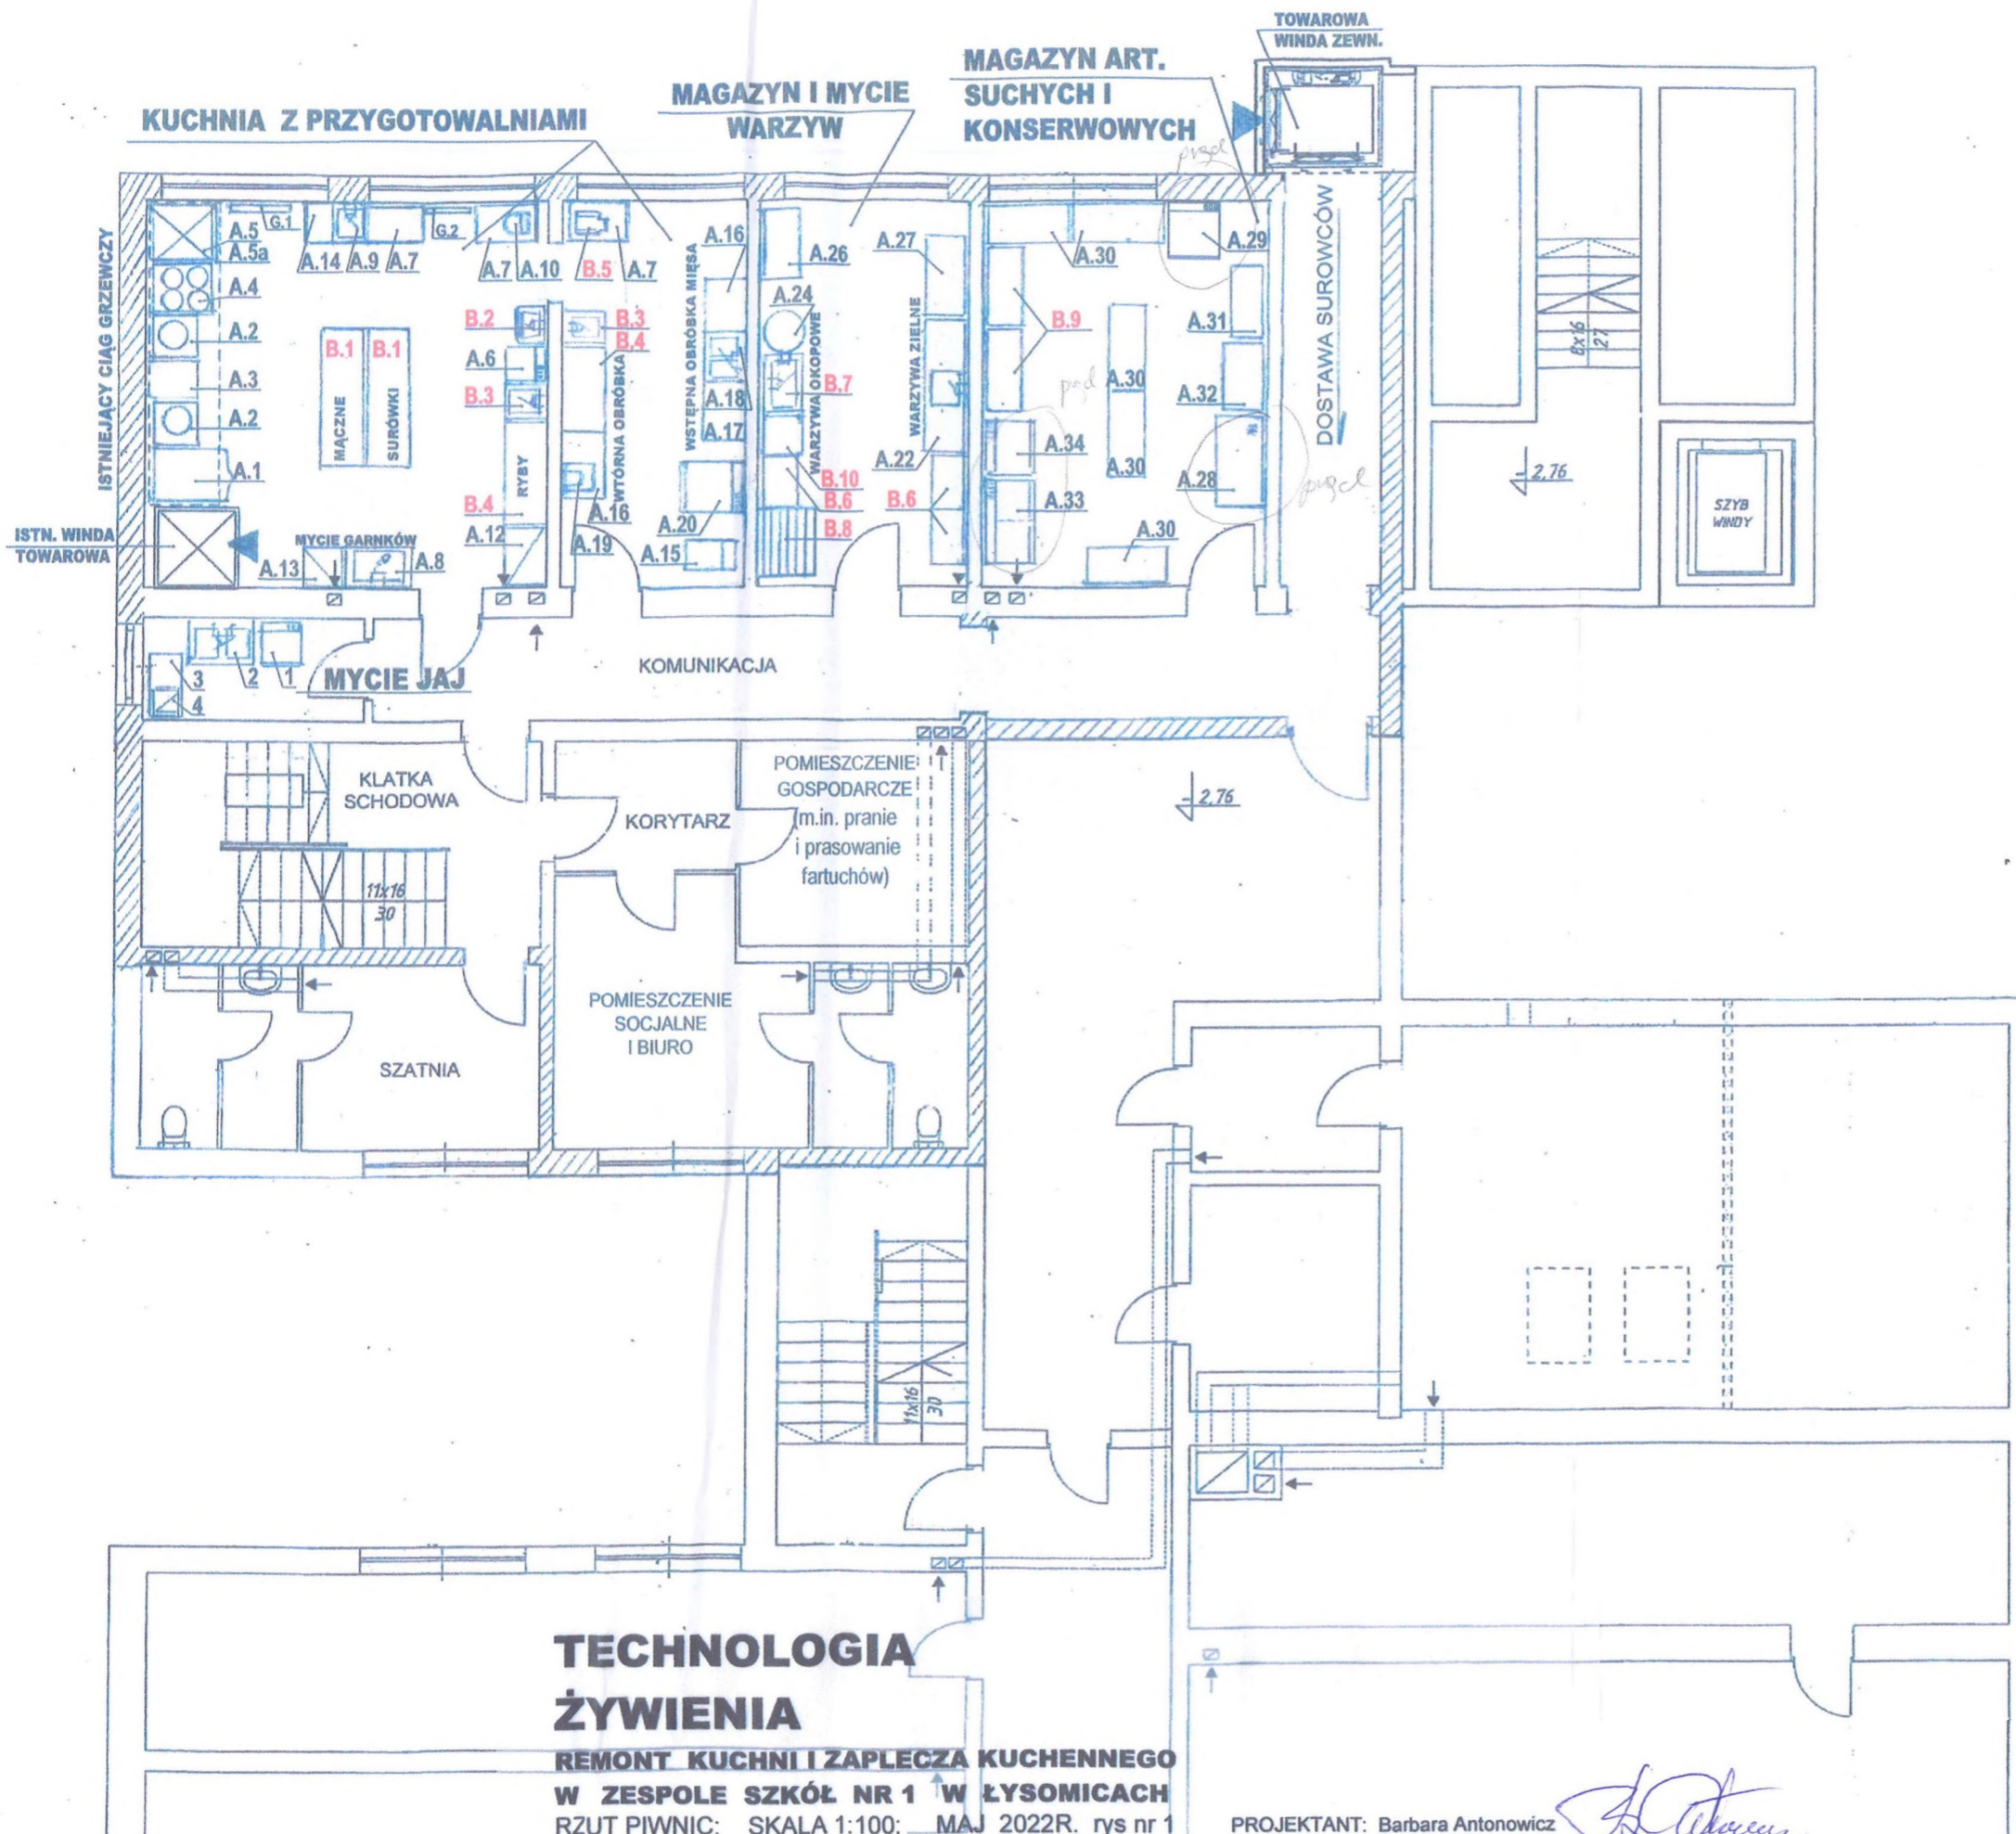 TOWAROWA
WINDA ZEWN.
MAGAZYN ART.
SUCHYCH I
KONSERWOWYCH
MAGAZYN I MYCIE
WARZYW
KUCHNIA Z PRZYGOTOWALNIAMI
prąd
ISTNIEJĄCY CIĄG GRZEWCZY
A.5
A.5a
G.1
A.14
A.9
A.7
G.2
A.7
A.10
B.5
A.7
A.16
A.26
A.27
A.30
A.29
DOSTAWA SUROWCÓW
A.4
A.2
A.3
A.2
A.1
B.1
B.1
MĄCZNE
SURÓWKI
B.2
A.6
B.3
B.4
RYBY
A.12
B.3
B.4
WTÓRNA OBRÓBKA
A.16
A.19
WSTĘPNA OBRÓBKA MIĘSA
A.18
A.17
A.20
A.15
A.24
WARZYWA OKOPOWE
B.7
B.10
B.6
B.8
WARZYWA ZIELNE
A.22
B.6
B.9
prąd
A.34
A.33
A.30
A.30
A.30
A.31
A.32
A.28
prąd
8x16
27
2,76
SZYB
WINDY
ISTN. WINDA
TOWAROWA
MYCIE GARNKÓW
A.13
A.8
3
4
2
1
MYCIE JAJ
KOMUNIKACJA
KLATKA
SCHODOWA
11x16
30
KORYTARZ
POMIESZCZENIE
GOSPODARCZE
(m.in. pranie
i prasowanie
fartuchów)
- 2,76
POMIESZCZENIE
SOCJALNE
I BIURO
SZATNIA
11x16
30
TECHNOLOGIA
ŻYWIENIA
REMONT KUCHNI I ZAPLECZA KUCHENNEGO
W ZESPOLE SZKÓŁ NR 1 W ŁYSOMICACH
RZUT PIWNIC; SKALA 1:100; MAJ 2022R. rys nr 1
PROJEKTANT: Barbara Antonowicz